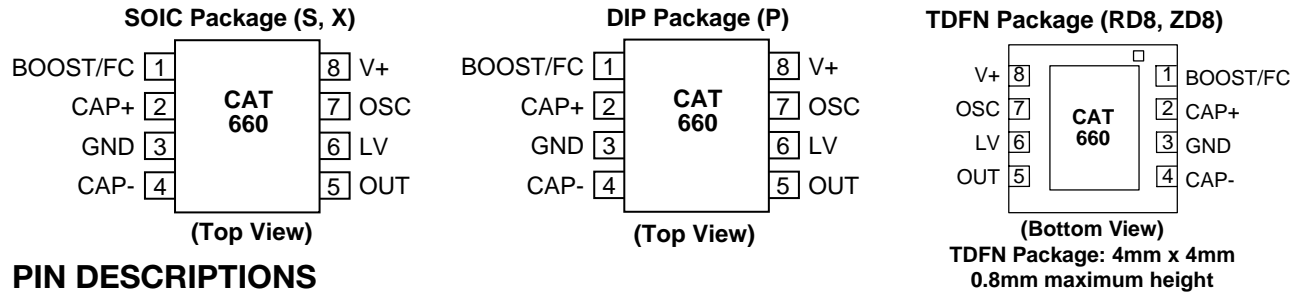 SOIC Package (S, X)
BOOST/FC 1
CAP+ 2
GND 3
CAP- 4
CAT
660
8 V+
7 OSC
6 LV
5 OUT
(Top View)
DIP Package (P)
BOOST/FC 1
CAP+ 2
GND 3
CAP- 4
CAT
660
8 V+
7 OSC
6 LV
5 OUT
(Top View)
TDFN Package (RD8, ZD8)
V+ 8
OSC 7
LV 6
OUT 5
CAT
660
1 BOOST/FC
2 CAP+
3 GND
4 CAP-
(Bottom View)
TDFN Package: 4mm x 4mm
0.8mm maximum height
PIN DESCRIPTIONS